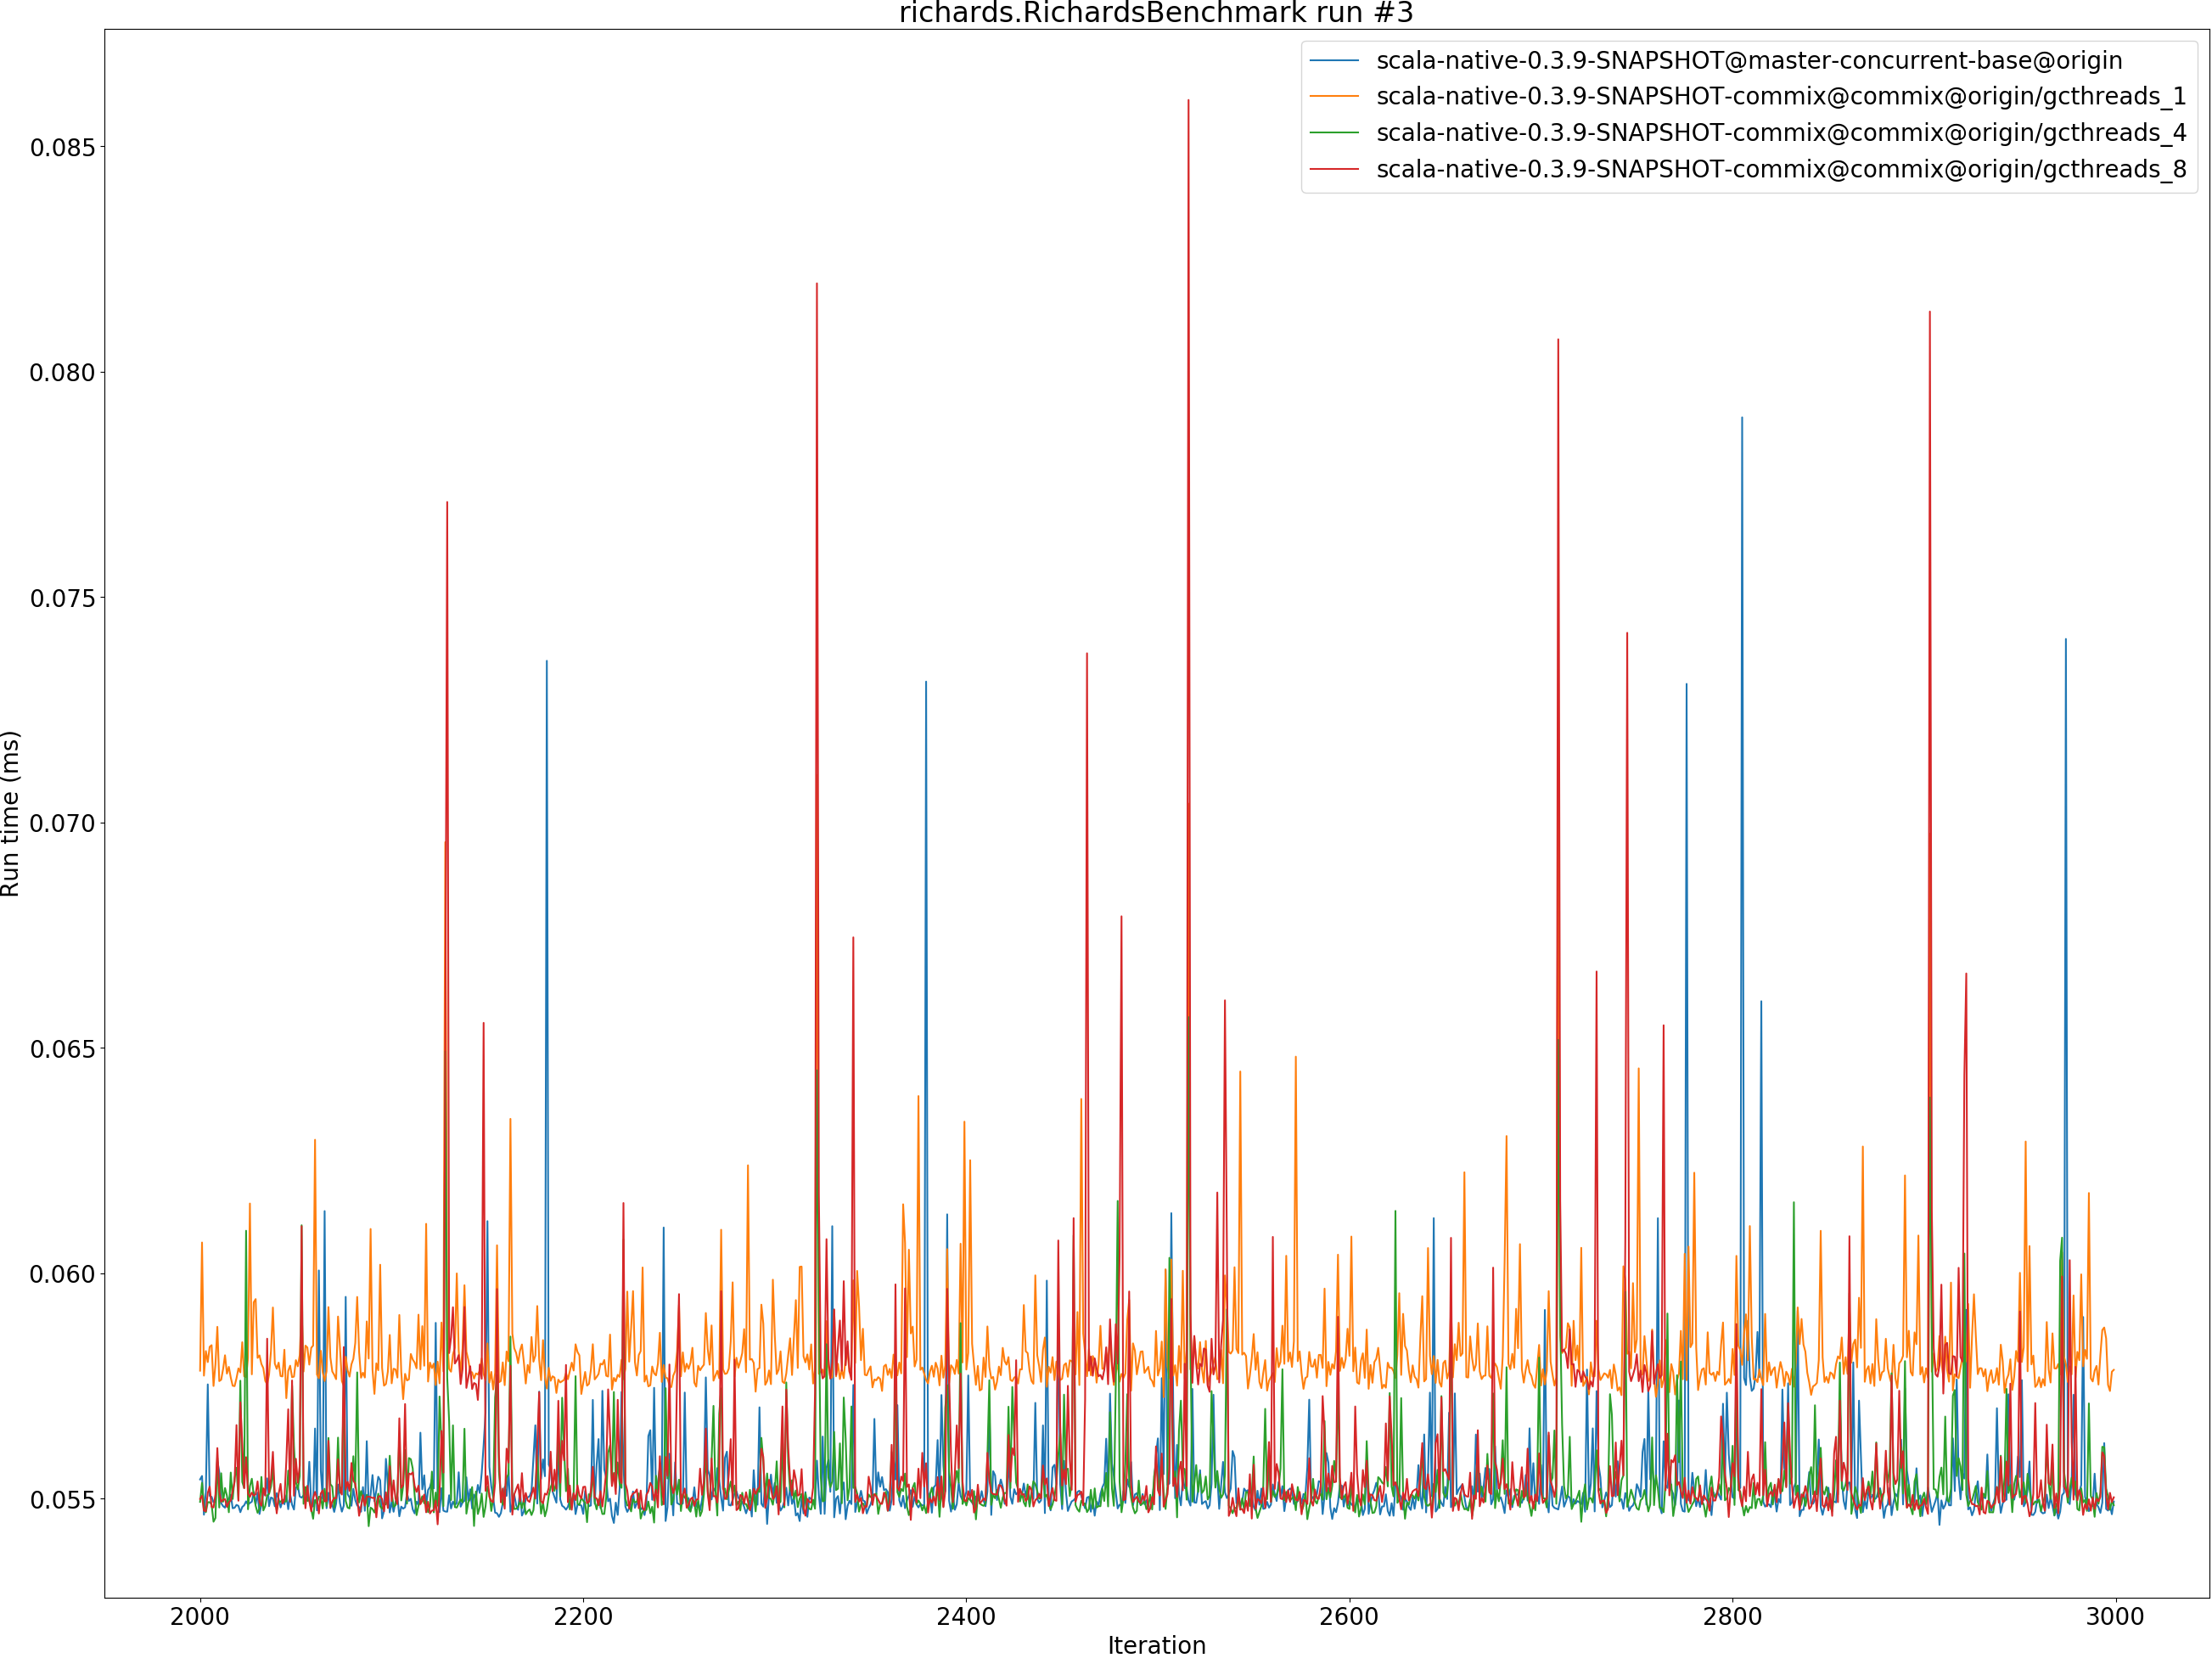 richards.RichardsBenchmark run #3
scala-native-0.3.9-SNAPSHOT@master-concurrent-base@origin
scala-native-0.3.9-SNAPSHOT-commix@commix@origin/gcthreads_1
scala-native-0.3.9-SNAPSHOT-commix@commix@origin/gcthreads_4
scala-native-0.3.9-SNAPSHOT-commix@commix@origin/gcthreads_8
Run time (ms)
0.085
0.080
0.075
0.070
0.065
0.060
0.055
2000 2200 2400 2600 2800 3000
Iteration